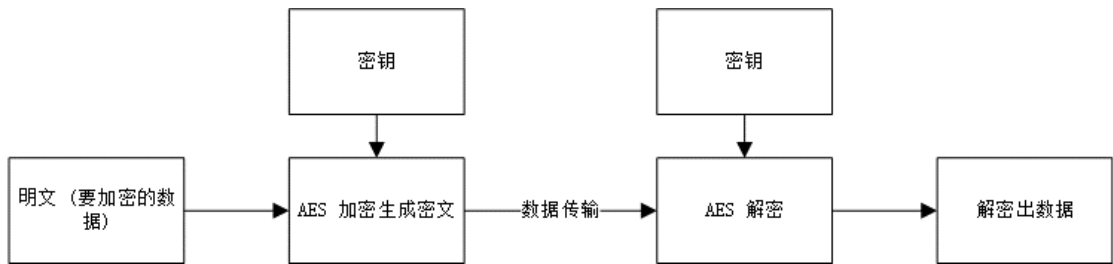 密钥
密钥
明文 (要加密的数
据)
AES 加密生成密文
数据传输
AES 解密
解密出数据